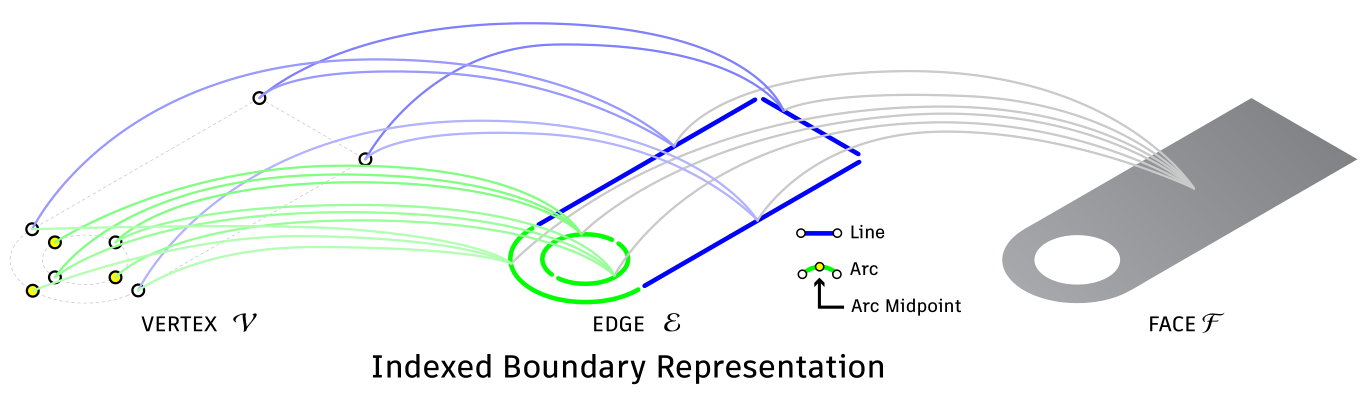 Line
Arc
Arc Midpoint
VERTEX 𝒱
EDGE ℰ
FACE ℱ
Indexed Boundary Representation